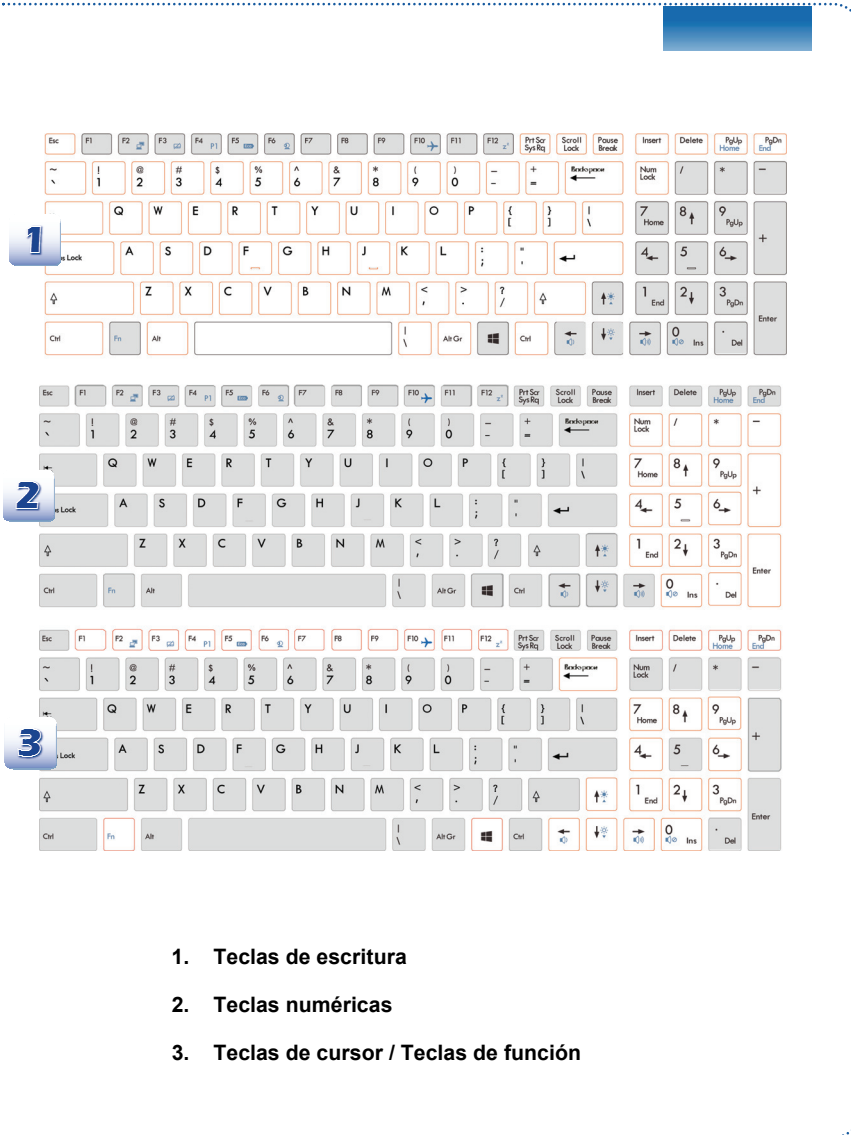 Esc F1 F2 F3 F4 P1 F5 F6 F7 F8 F9 F10 F11 F12 zᶻ Prt Scr Sys Rq Scroll Lock Pause Break Insert Delete PgUp Home PgDn End
~ ` ! 1 @ 2 # 3 $ 4 % 5 ^ 6 & 7 * 8 ( 9 ) 0 _ - + = Backspace Num Lock / * −
Q W E R T Y U I O P { [ } ] | \ 7 Home 8 9 PgUp +
1 s Lock A S D F G H J K L : ; " ' 4 5 6
Z X C V B N M < , > . ? / 1 End 2 3 PgDn Enter
Ctrl Fn Alt | \ Alt Gr Ctrl 0 Ins . Del
Esc F1 F2 F3 F4 P1 F5 F6 F7 F8 F9 F10 F11 F12 zᶻ Prt Scr Sys Rq Scroll Lock Pause Break Insert Delete PgUp Home PgDn End
~ ` ! 1 @ 2 # 3 $ 4 % 5 ^ 6 & 7 * 8 ( 9 ) 0 _ - + = Backspace Num Lock / * −
Q W E R T Y U I O P { [ } ] | \ 7 Home 8 9 PgUp +
2 s Lock A S D F G H J K L : ; " ' 4 5 6
Z X C V B N M < , > . ? / 1 End 2 3 PgDn Enter
Ctrl Fn Alt | \ Alt Gr Ctrl 0 Ins . Del
Esc F1 F2 F3 F4 P1 F5 F6 F7 F8 F9 F10 F11 F12 zᶻ Prt Scr Sys Rq Scroll Lock Pause Break Insert Delete PgUp Home PgDn End
~ ` ! 1 @ 2 # 3 $ 4 % 5 ^ 6 & 7 * 8 ( 9 ) 0 _ - + = Backspace Num Lock / * −
Q W E R T Y U I O P { [ } ] | \ 7 Home 8 9 PgUp +
3 s Lock A S D F G H J K L : ; " ' 4 5 6
Z X C V B N M < , > . ? / 1 End 2 3 PgDn Enter
Ctrl Fn Alt | \ Alt Gr Ctrl 0 Ins . Del
1. Teclas de escritura
2. Teclas numéricas
3. Teclas de cursor / Teclas de función